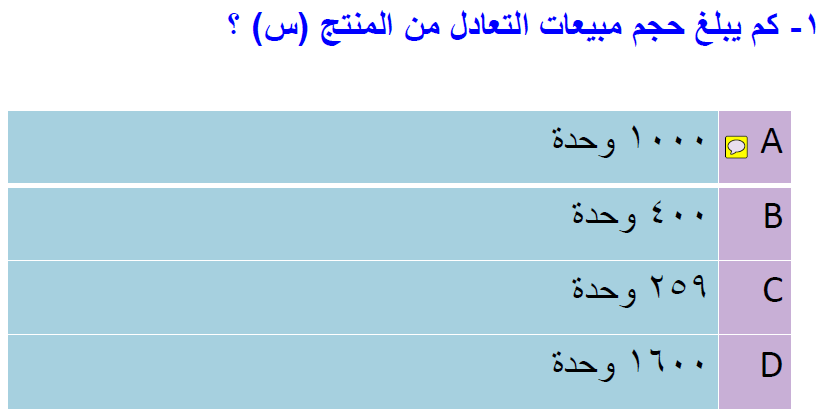 ١- كم يبلغ حجم مبيعات التعادل من المنتج (س) ؟
A ١٠٠٠ وحدة
B ٤٠٠ وحدة
C ٢٥٩ وحدة
D ١٦٠٠ وحدة